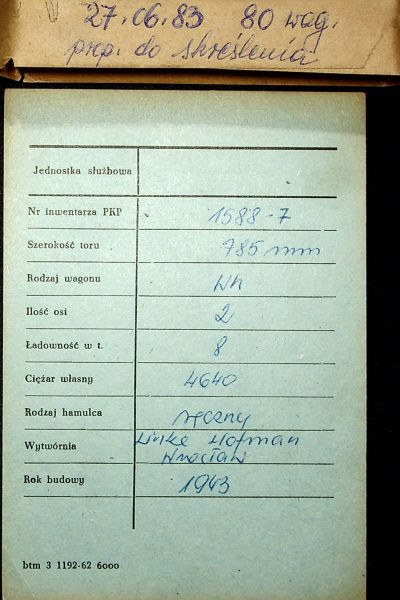 27.06.83 80 wag.
prp. do skreślenia
Jednostka służbowa
Nr inwentarza PKP 1588-7
Szerokość toru 785 mm
Rodzaj wagonu Wh
Ilość osi 2
Ładowność w t. 8
Ciężar własny 4640
Rodzaj hamulca ręczny
Wytwórnia Linke Hofman
Wrocław
Rok budowy 1943
btm 3 1192-62 6000